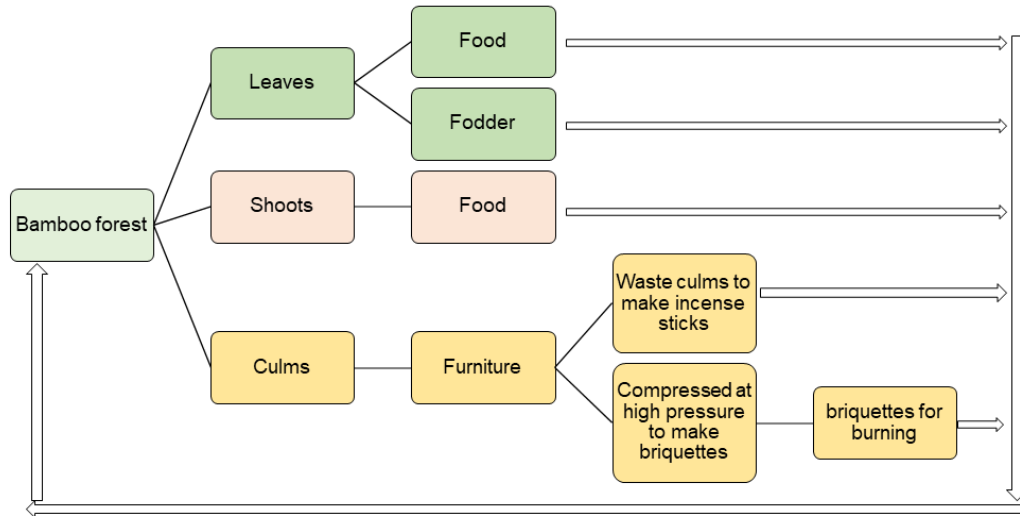 Food
Leaves
Fodder
Bamboo forest
Shoots
Food
Waste culms to
make incense
sticks
Culms
Furniture
Compressed at
high pressure
to make
briquettes
briquettes for
burning